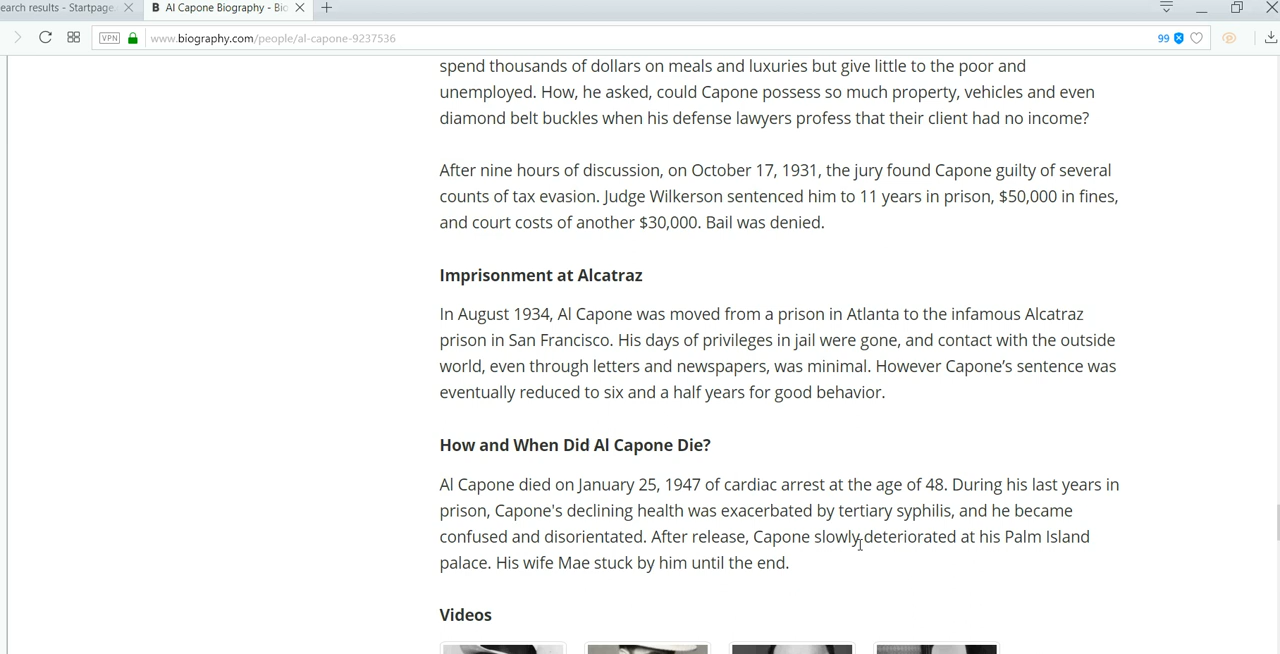 earch results - Startpage.
B Al Capone Biography - Bio
VPN www.biography.com/people/al-capone-9237536 99
spend thousands of dollars on meals and luxuries but give little to the poor and
unemployed. How, he asked, could Capone possess so much property, vehicles and even
diamond belt buckles when his defense lawyers profess that their client had no income?
After nine hours of discussion, on October 17, 1931, the jury found Capone guilty of several
counts of tax evasion. Judge Wilkerson sentenced him to 11 years in prison, $50,000 in fines,
and court costs of another $30,000. Bail was denied.
Imprisonment at Alcatraz
In August 1934, Al Capone was moved from a prison in Atlanta to the infamous Alcatraz
prison in San Francisco. His days of privileges in jail were gone, and contact with the outside
world, even through letters and newspapers, was minimal. However Capone's sentence was
eventually reduced to six and a half years for good behavior.
How and When Did Al Capone Die?
Al Capone died on January 25, 1947 of cardiac arrest at the age of 48. During his last years in
prison, Capone's declining health was exacerbated by tertiary syphilis, and he became
confused and disorientated. After release, Capone slowly deteriorated at his Palm Island
palace. His wife Mae stuck by him until the end.
Videos